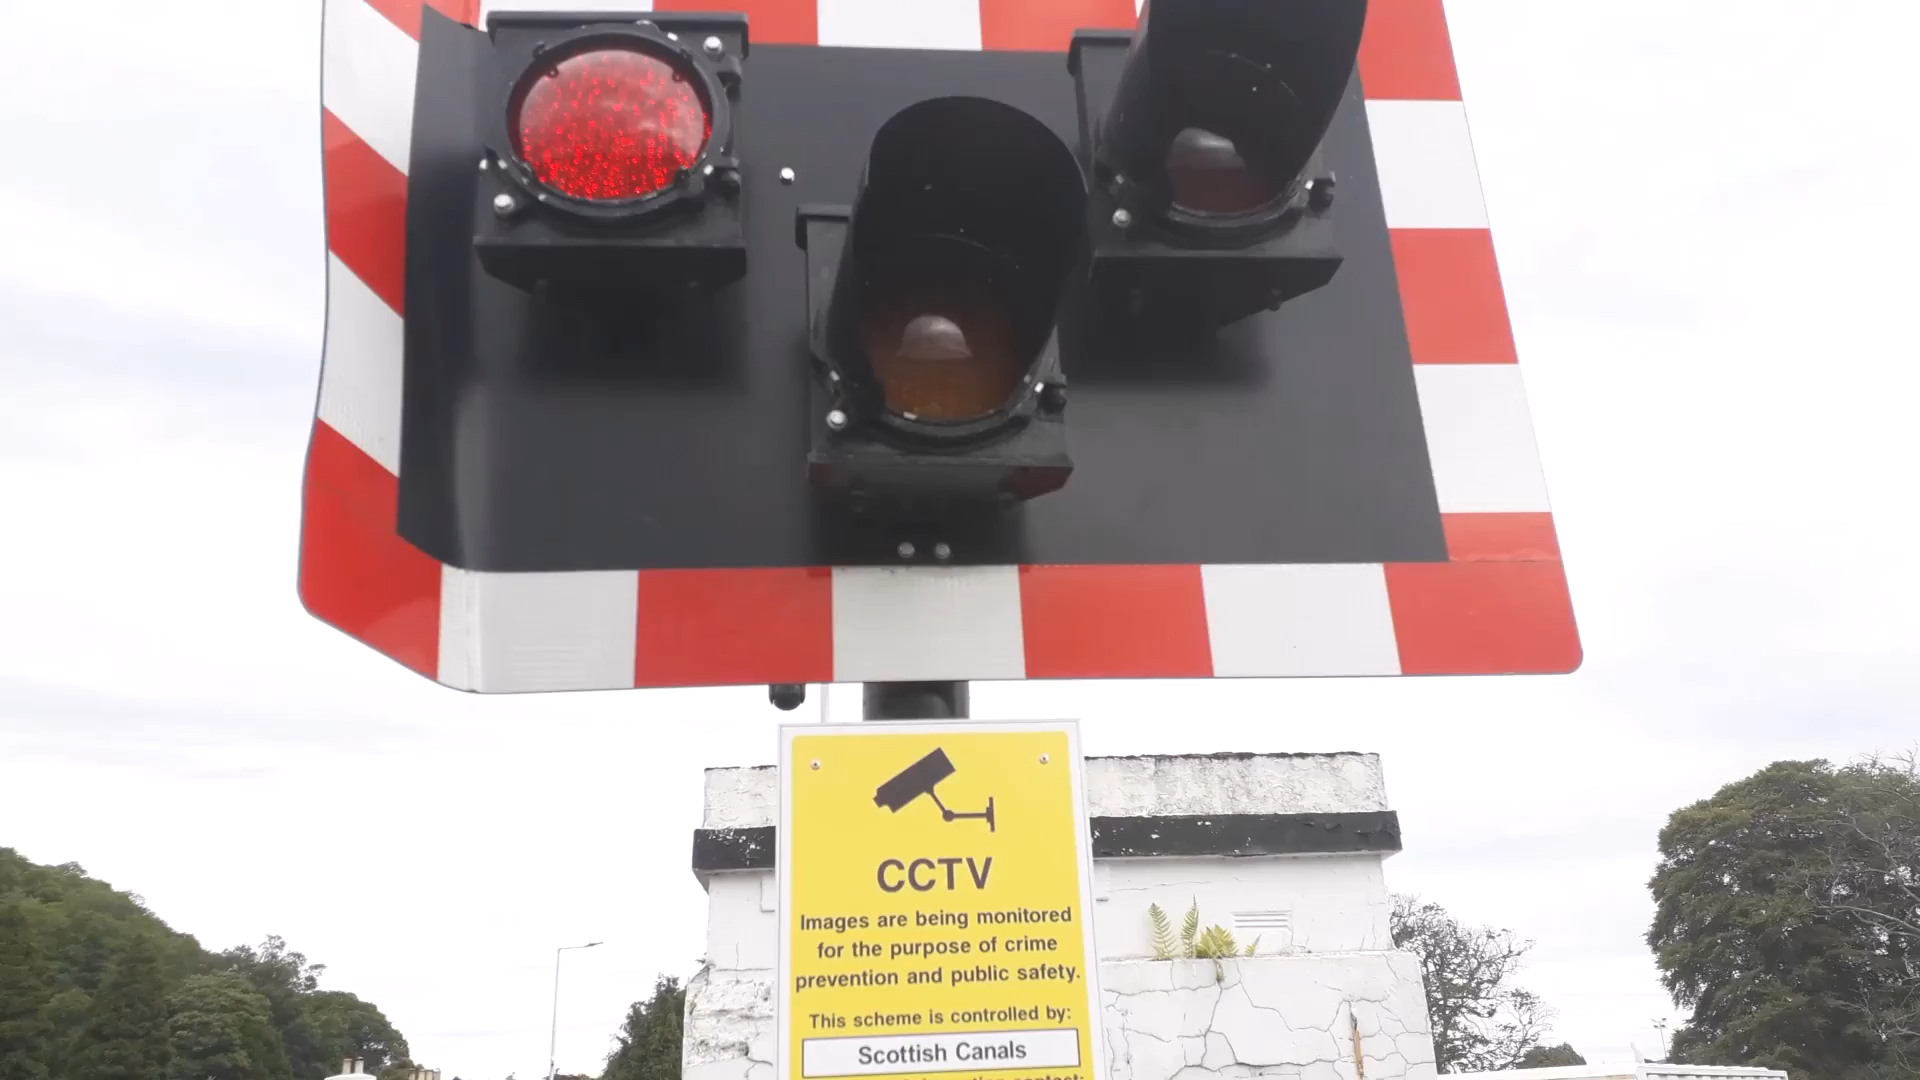 CCTV
Images are being monitored
for the purpose of crime
prevention and public safety.
This scheme is controlled by:
Scottish Canals
contact: